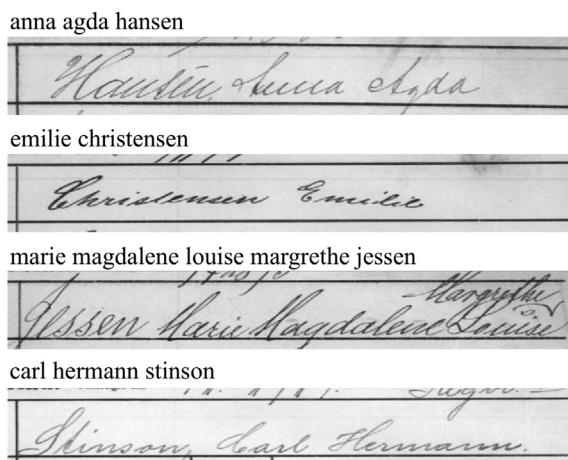 anna agda hansen
Hansen, Anna Agda
emilie christensen
Christensen Emilie
marie magdalene louise margrethe jessen
Margrethe
Jessen Marie Magdalene Louise
carl hermann stinson
Stinson, Carl Hermann.